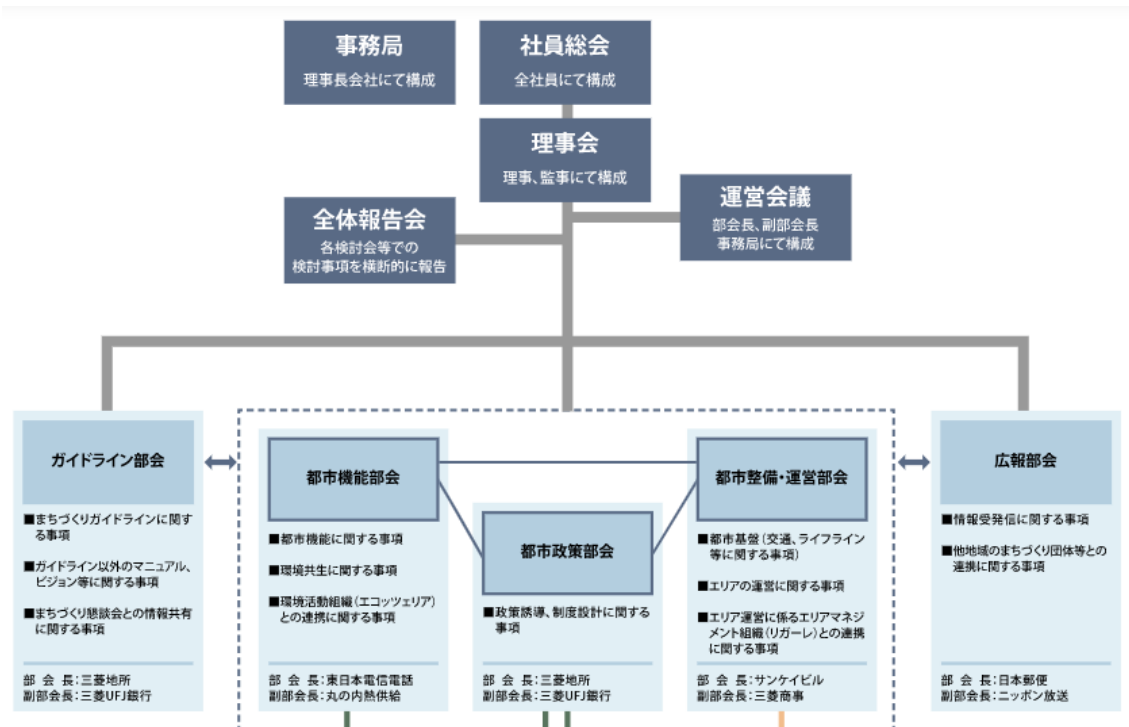 事務局
理事長会社にて構成
社員総会
全社員にて構成
理事会
理事、監事にて構成
全体報告会
各検討会等での
検討事項を横断的に報告
運営会議
部会長、副部会長
事務局にて構成
ガイドライン部会
■まちづくりガイドラインに関す
る事項
■ガイドライン以外のマニュアル、
ビジョン等に関する事項
■まちづくり懇談会との情報共有
に関する事項
部 会 長：三菱地所
副部会長：三菱UFJ銀行
都市機能部会
■都市機能に関する事項
■環境共生に関する事項
■環境活動組織（エコッツェリア）
との連携に関する事項
部 会 長：東日本電信電話
副部会長：丸の内熱供給
都市政策部会
■政策誘導、制度設計に関する
事項
部 会 長：三菱地所
副部会長：三菱UFJ銀行
都市整備・運営部会
■都市基盤（交通、ライフライン
等に関する事項）
■エリアの運営に関する事項
■エリア運営に係るエリアマネジ
メント組織（リガーレ）との連携
に関する事項
部 会 長：サンケイビル
副部会長：三菱商事
広報部会
■情報受発信に関する事項
■他地域のまちづくり団体等との
連携に関する事項
部 会 長：日本郵便
副部会長：ニッポン放送